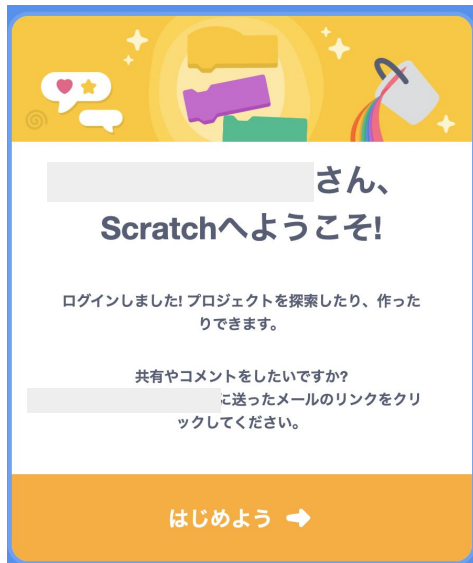 さん、
Scratchへようこそ!
ログインしました! プロジェクトを探索したり、作った
りできます。
共有やコメントをしたいですか?
に送ったメールのリンクをクリ
ックしてください。
はじめよう